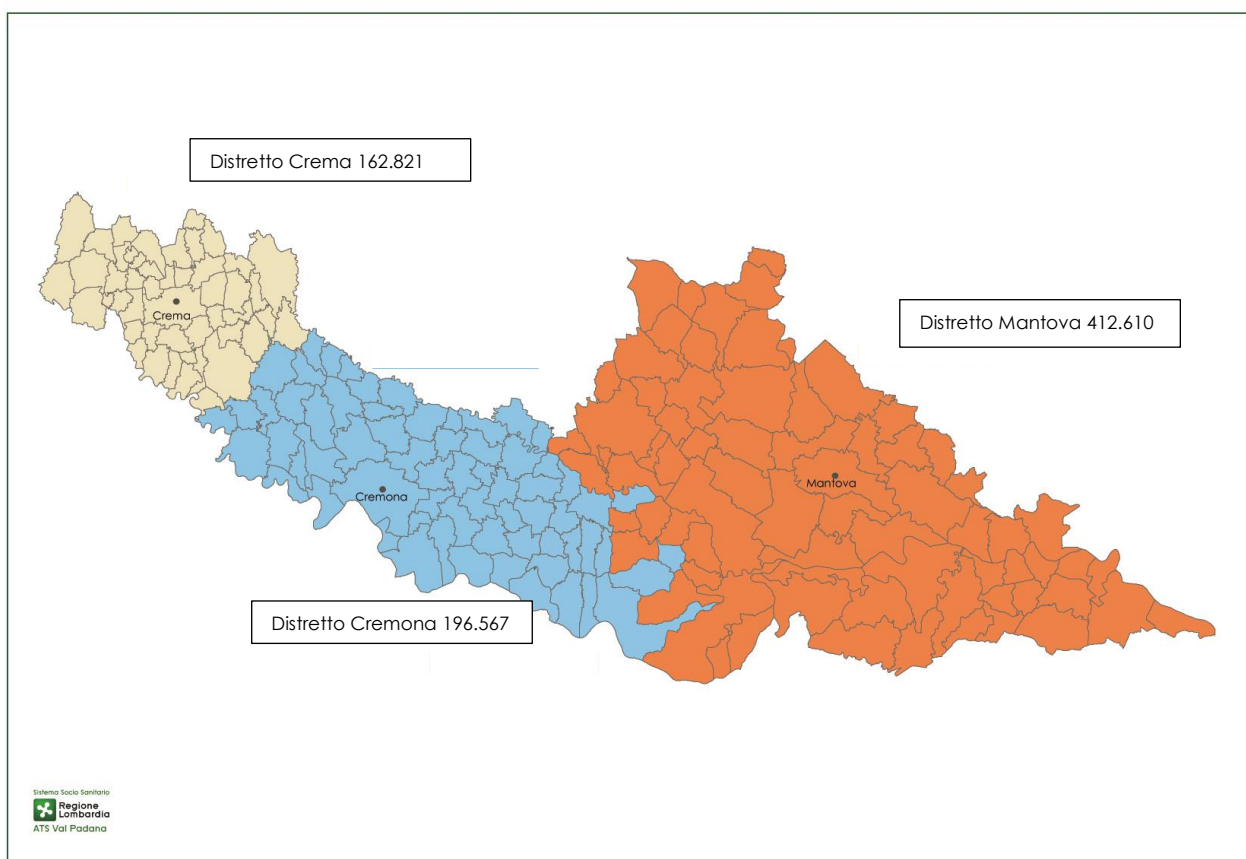 Distretto Crema 162.821
Distretto Mantova 412.610
Crema
Mantova
Cremona
Distretto Cremona 196.567
Sistema Socio Sanitario
Regione
Lombardia
ATS Val Padana